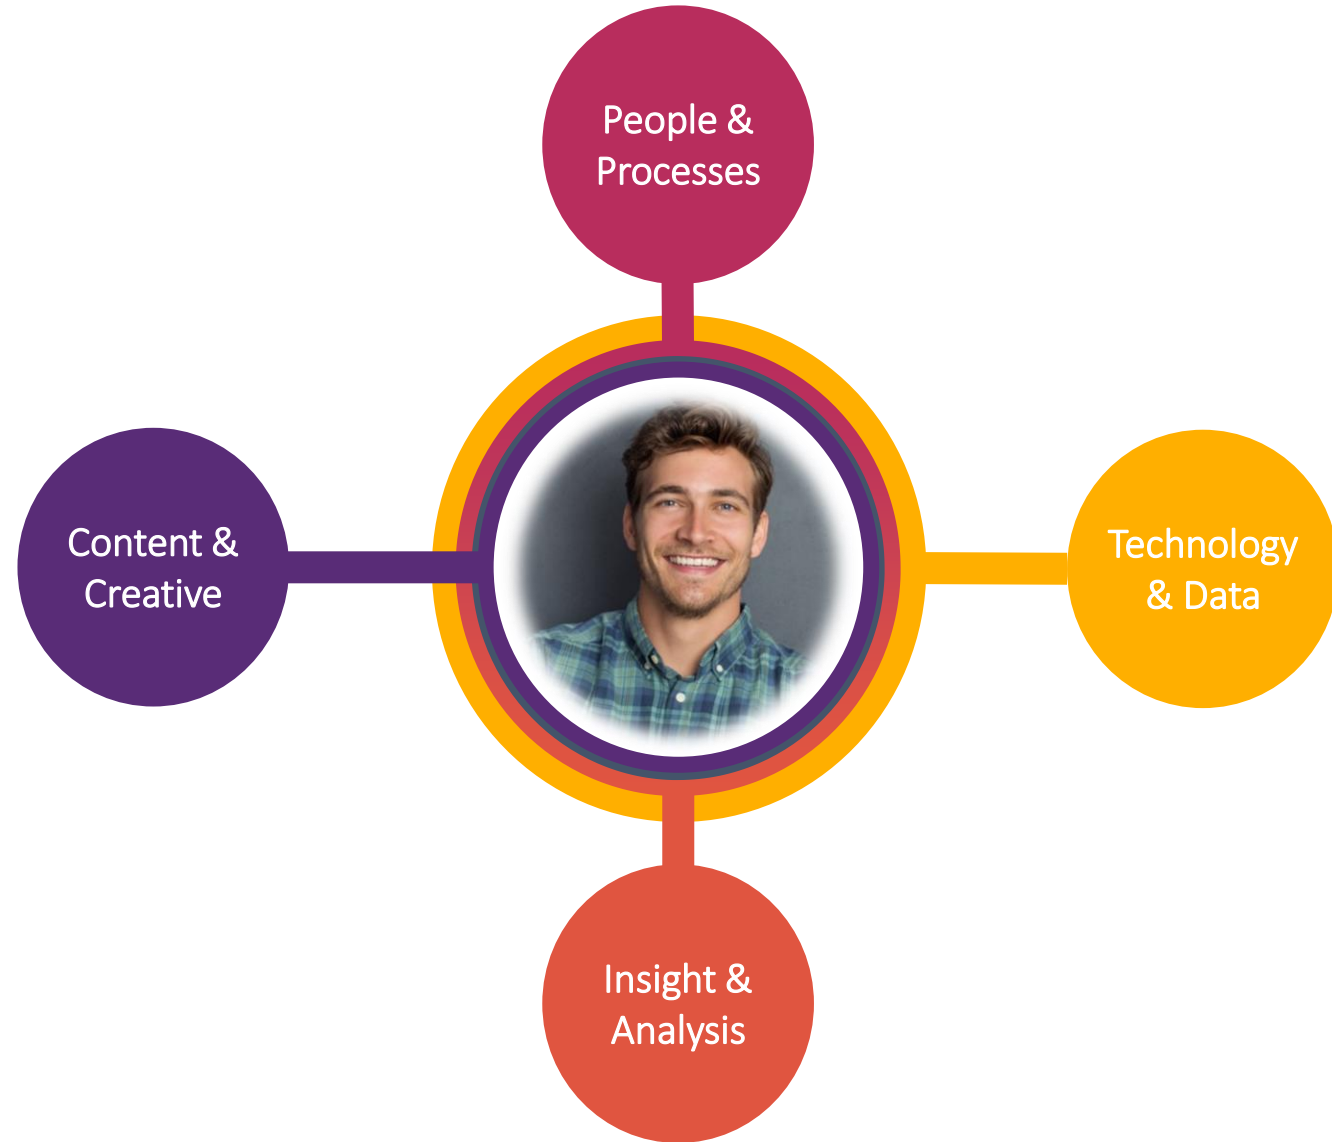 People &
Processes
Content &
Creative
Technology
& Data
Insight &
Analysis